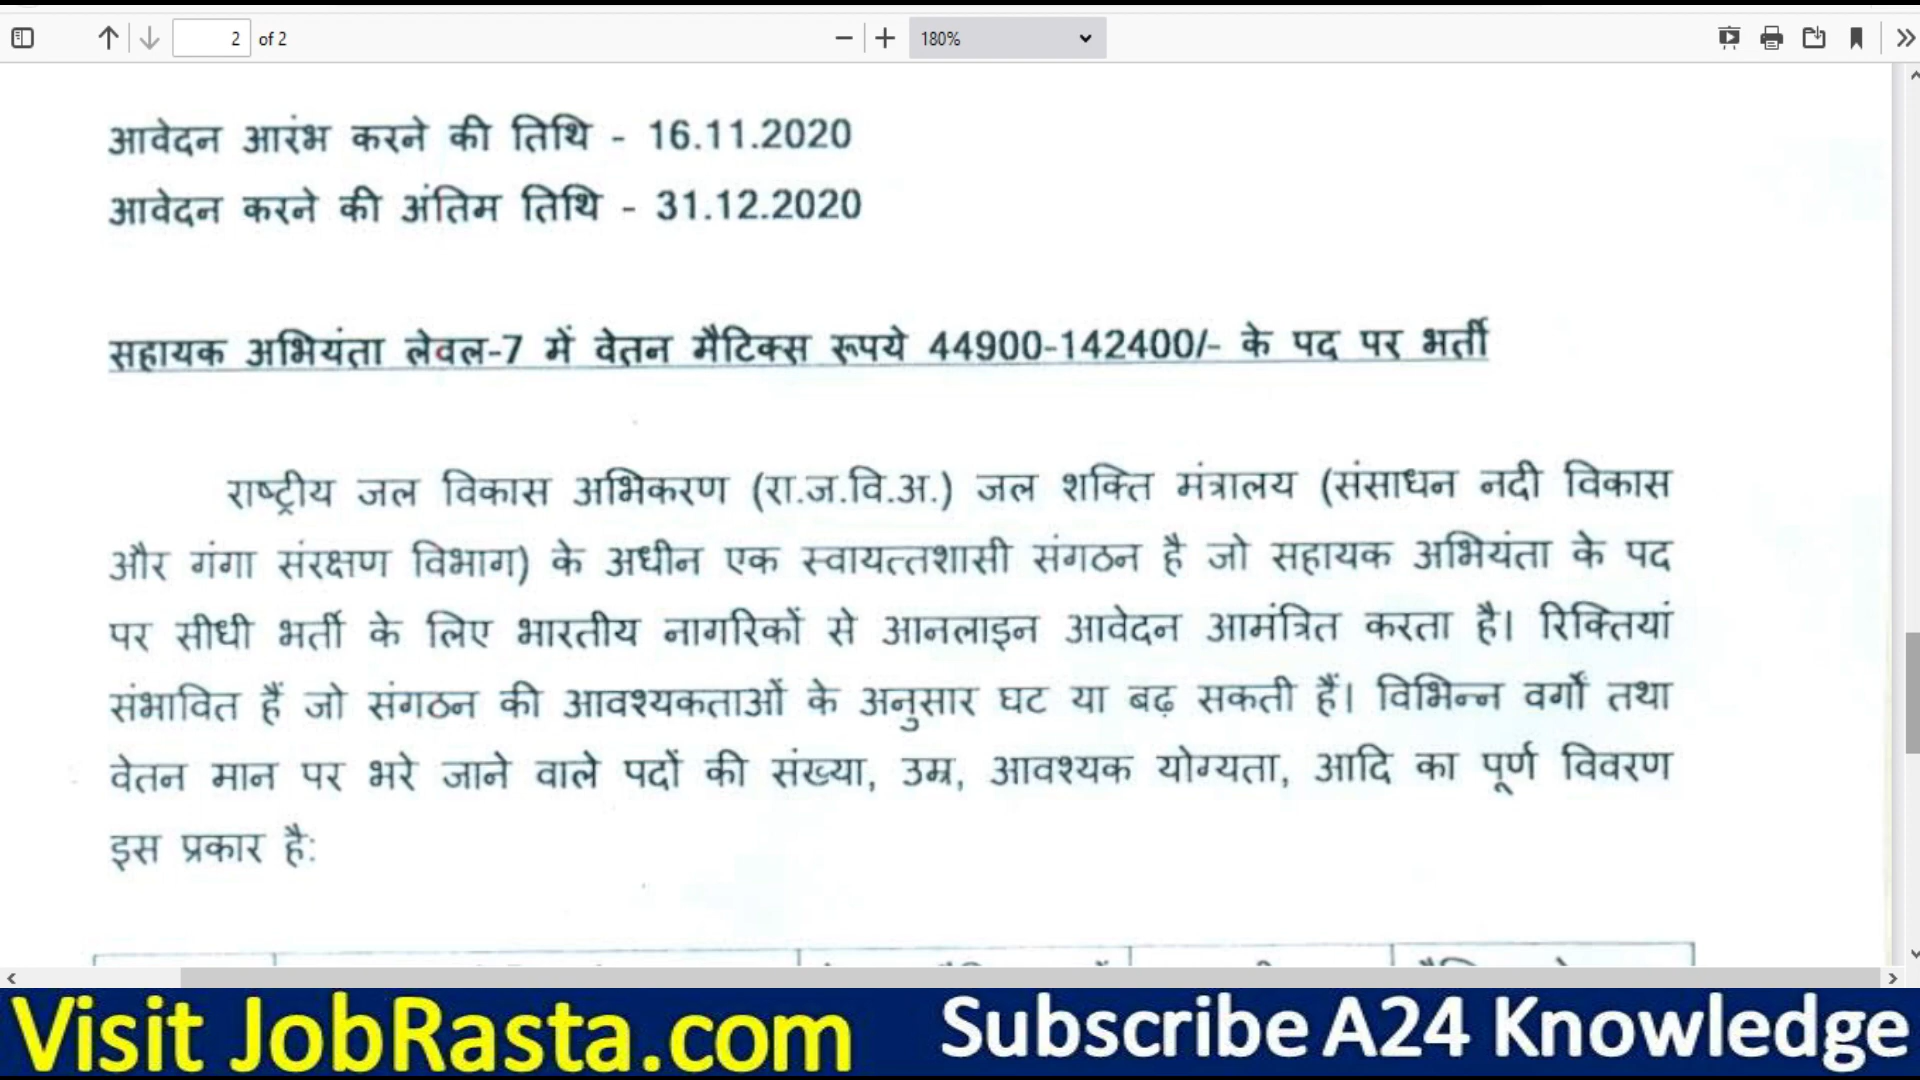 2 of 2
180%
आवेदन आरंभ करने की तिथि - 16.11.2020
आवेदन करने की अंतिम तिथि - 31.12.2020
सहायक अभियंता लेवल-7 में वेतन मैटिक्स रूपये 44900-142400/- के पद पर भर्ती
राष्ट्रीय जल विकास अभिकरण (रा.ज.वि.अ.) जल शक्ति मंत्रालय (संसाधन नदी विकास
और गंगा संरक्षण विभाग) के अधीन एक स्वायत्तशासी संगठन है जो सहायक अभियंता के पद
पर सीधी भर्ती के लिए भारतीय नागरिकों से आनलाइन आवेदन आमंत्रित करता है। रिक्तियां
संभावित हैं जो संगठन की आवश्यकताओं के अनुसार घट या बढ़ सकती हैं। विभिन्न वर्गों तथा
वेतन मान पर भरे जाने वाले पदों की संख्या, उम्र, आवश्यक योग्यता, आदि का पूर्ण विवरण
इस प्रकार है:
Visit JobRasta.com Subscribe A24 Knowledge